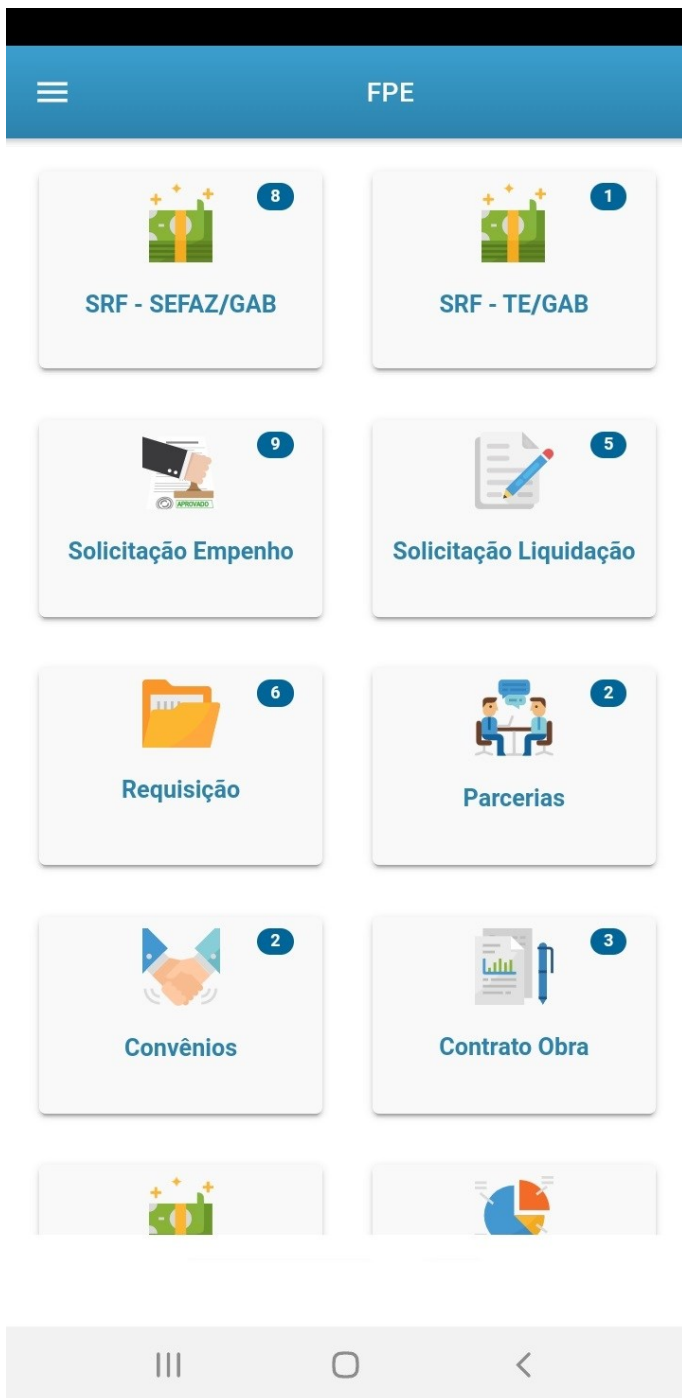 FPE
8
1
SRF - SEFAZ/GAB
SRF - TE/GAB
9
5
APROVADO
Solicitação Empenho
Solicitação Liquidação
6
2
Requisição
Parcerias
2
3
Convênios
Contrato Obra